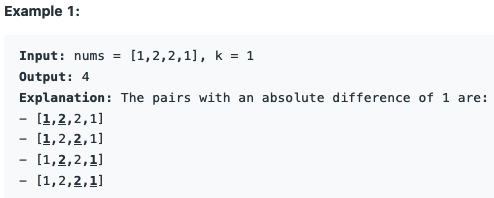 Example 1:
Input: nums = [1,2,2,1], k = 1
Output: 4
Explanation: The pairs with an absolute difference of 1 are:
- [1,2,2,1]
- [1,2,2,1]
- [1,2,2,1]
- [1,2,2,1]